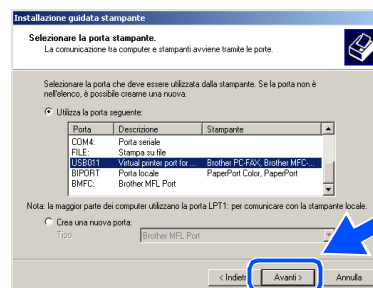 Installazione guidata stampante
Selezionare la porta stampante.
La comunicazione tra computer e stampanti avviene tramite le porte.
Selezionare la porta che deve essere utilizzata dalla stampante. Se la porta non è
nell'elenco, è possibile crearne una nuova.
Utilizza la porta seguente:
Porta Descrizione Stampante
COM4: Porta seriale
FILE: Stampa su file
USB011 Virtual printer port for ... Brother PC-FAX, Brother MFC-...
BIPORT Porta locale PaperPort Color, PaperPort
BMFC: Brother MFL Port
Nota: la maggior parte dei computer utilizzano la porta LPT1: per comunicare con la stampante locale.
Crea una nuova porta:
Tipo: Brother MFL Port
< Indietro Avanti > Annulla